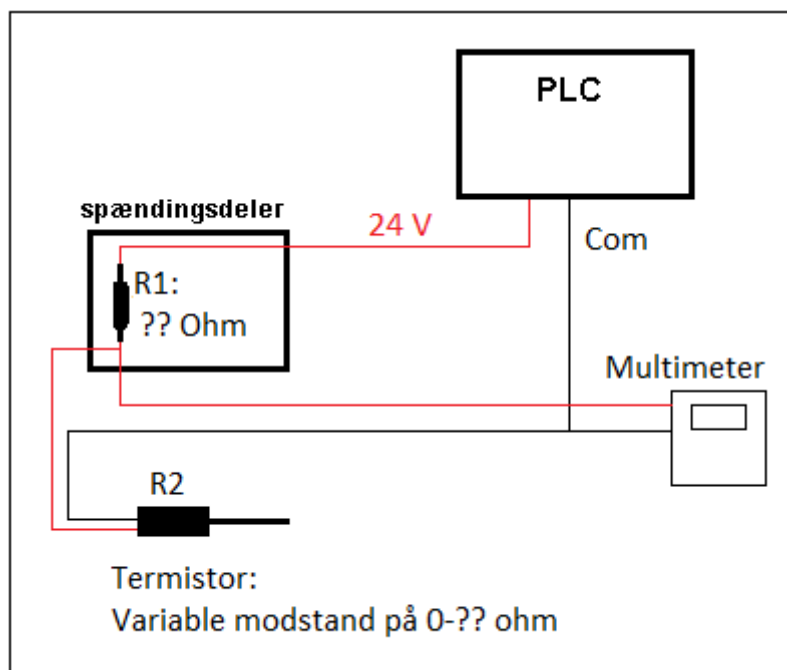 PLC
spændingsdeler
24 V
Com
R1:
?? Ohm
Multimeter
R2
Termistor:
Variable modstand på 0-?? ohm